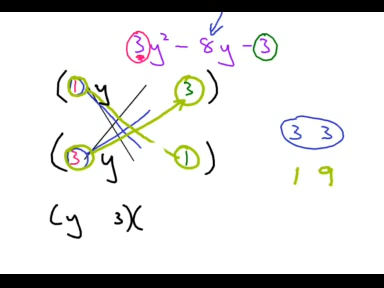 3y² - 8y - 3
(1 y 3)
3 3
(3 y 1)
1 9
(y 3)(